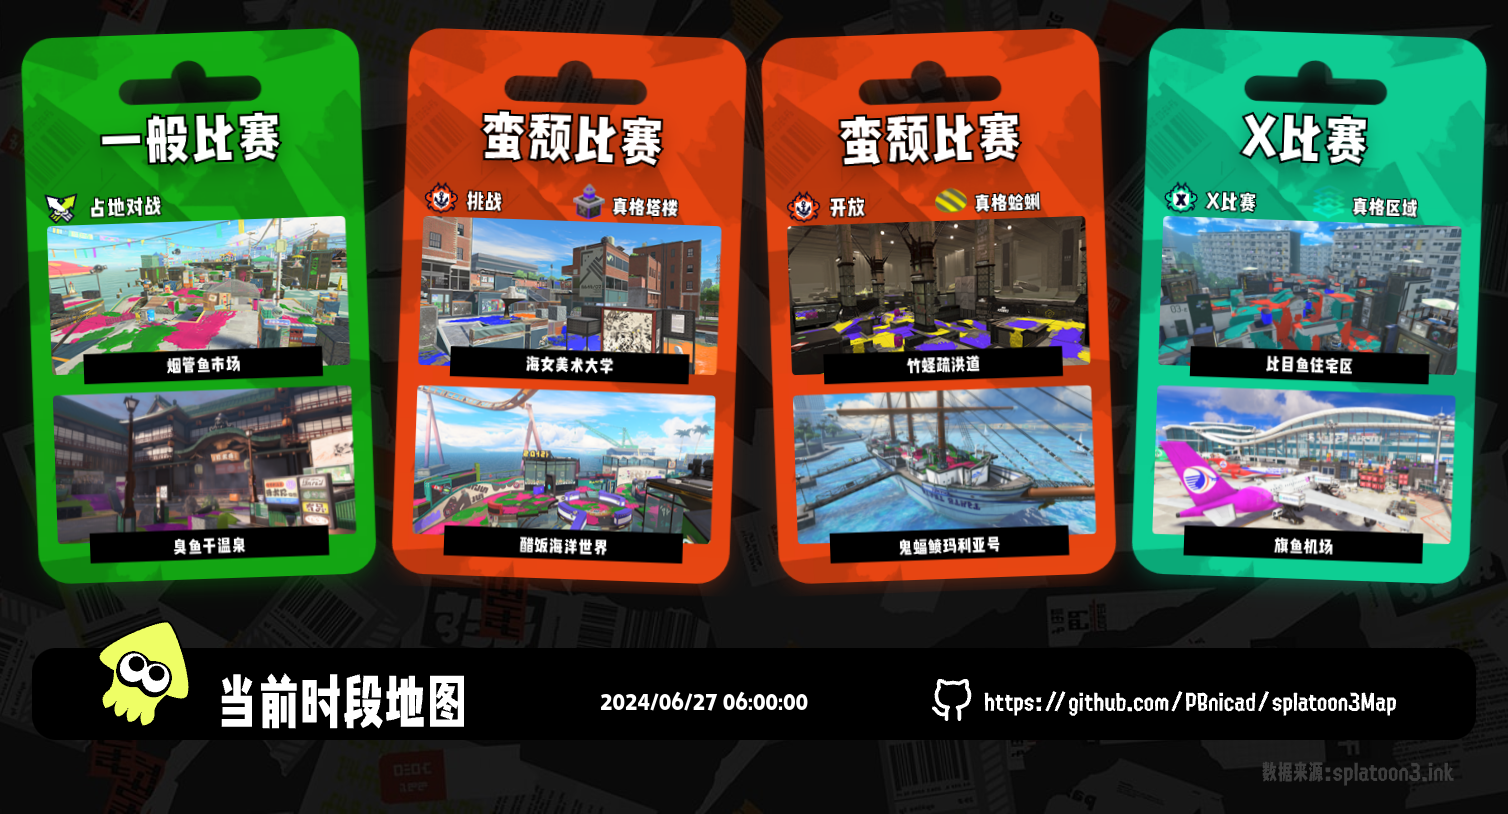 一般比赛
占地对战
烟管鱼市场
臭鱼干温泉
蛮颓比赛
挑战
真格塔楼
海女美术大学
醋饭海洋世界
蛮颓比赛
开放
真格蛤蜊
竹蛏疏洪道
鬼蝠鲼玛利亚号
X比赛
X比赛
真格区域
比目鱼住宅区
旗鱼机场
当前时段地图
2024/06/27 06:00:00
https://github.com/PBnicad/splatoon3Map
数据来源:splatoon3.ink